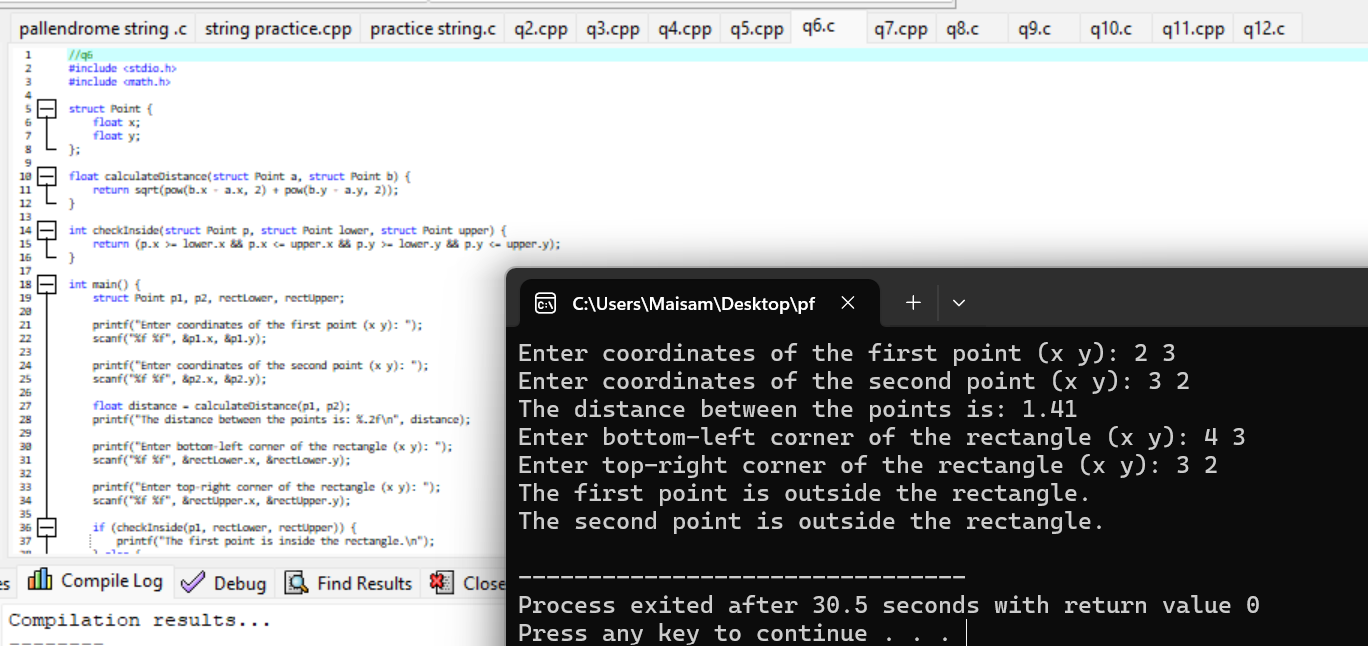 pallendrome string .c string practice.cpp practice string.c q2.cpp q3.cpp q4.cpp q5.cpp q6.c q7.cpp q8.c q9.c q10.c q11.cpp q12.c
1 //q6
2 #include <stdio.h>
3 #include <math.h>
4
5 struct Point {
6 float x;
7 float y;
8 };
9
10 float calculateDistance(struct Point a, struct Point b) {
11 return sqrt(pow(b.x - a.x, 2) + pow(b.y - a.y, 2));
12 }
13
14 int checkInside(struct Point p, struct Point lower, struct Point upper) {
15 return (p.x >= lower.x && p.x <= upper.x && p.y >= lower.y && p.y <= upper.y);
16 }
17
18 int main() {
19 struct Point p1, p2, rectLower, rectUpper;
20
21 printf("Enter coordinates of the first point (x y): ");
22 scanf("%f %f", &p1.x, &p1.y);
23
24 printf("Enter coordinates of the second point (x y): ");
25 scanf("%f %f", &p2.x, &p2.y);
26
27 float distance = calculateDistance(p1, p2);
28 printf("The distance between the points is: %.2f\n", distance);
29
30 printf("Enter bottom-left corner of the rectangle (x y): ");
31 scanf("%f %f", &rectLower.x, &rectLower.y);
32
33 printf("Enter top-right corner of the rectangle (x y): ");
34 scanf("%f %f", &rectUpper.x, &rectUpper.y);
35
36 if (checkInside(p1, rectLower, rectUpper)) {
37 printf("The first point is inside the rectangle.\n");
C:\Users\Maisam\Desktop\pf
Enter coordinates of the first point (x y): 2 3
Enter coordinates of the second point (x y): 3 2
The distance between the points is: 1.41
Enter bottom-left corner of the rectangle (x y): 4 3
Enter top-right corner of the rectangle (x y): 3 2
The first point is outside the rectangle.
The second point is outside the rectangle.
--------------------------------
Process exited after 30.5 seconds with return value 0
Press any key to continue . . .
es Compile Log Debug Find Results Close
Compilation results...
--------